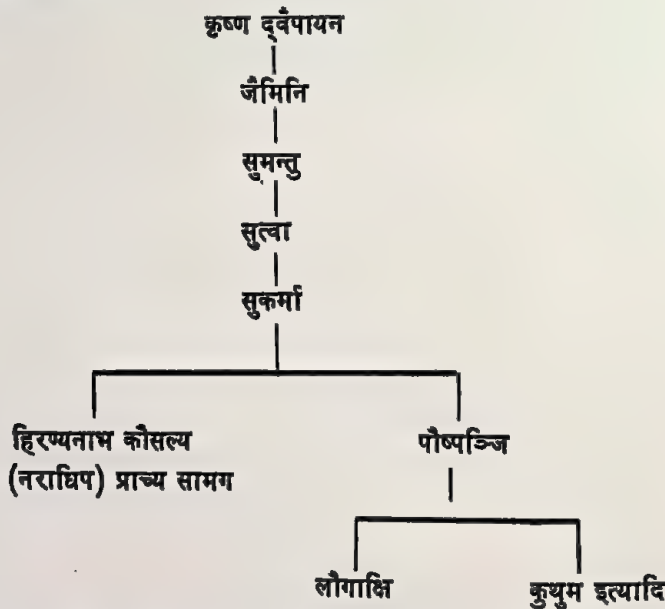 कृष्ण द्वैपायन
जैमिनि
सुमन्तु
सुत्वा
सुकर्मा
हिरण्यनाभ कौसल्य
(नराधिप) प्राच्य सामग
पौष्पञ्जि
लौगाक्षि
कुथुम इत्यादि